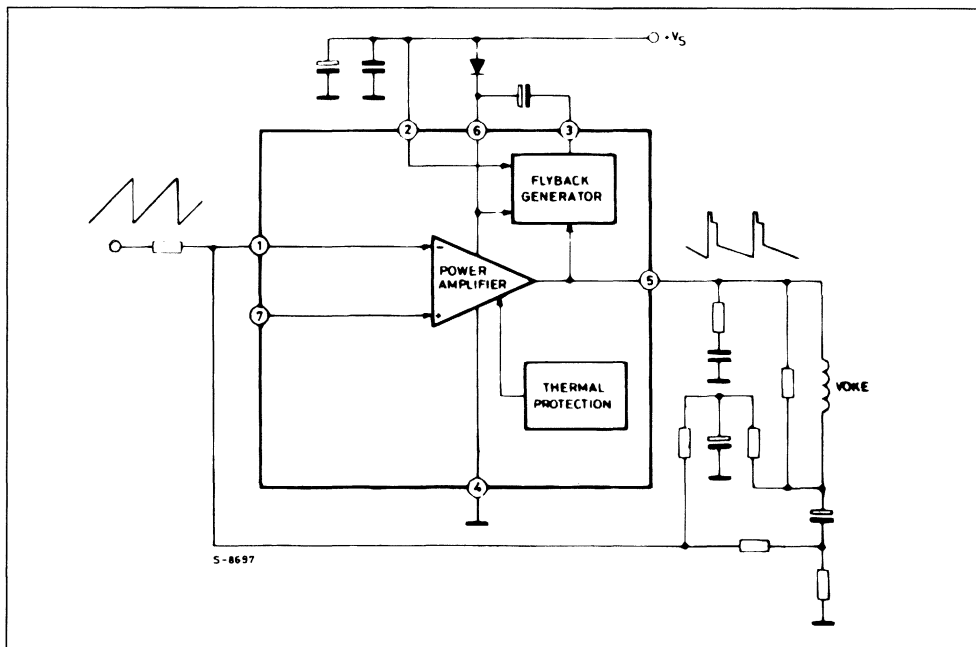 + VS
2
6
3
FLYBACK
GENERATOR
1
-
POWER
AMPLIFIER
5
7
+
THERMAL
PROTECTION
YOKE
4
S-8697